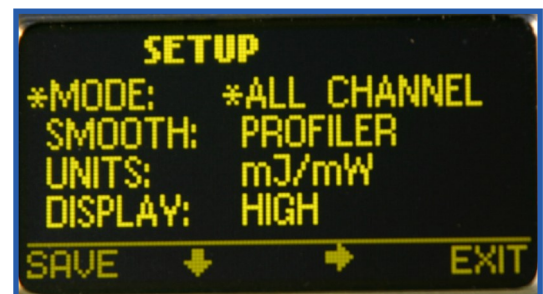 SETUP
*MODE: *ALL CHANNEL
SMOOTH: PROFILER
UNITS: mJ/mW
DISPLAY: HIGH
SAVE EXIT